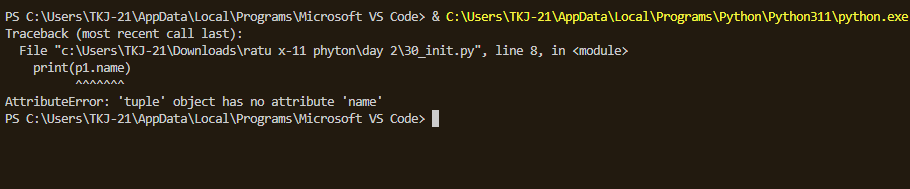 PS C:\Users\TKJ-21\AppData\Local\Programs\Microsoft VS Code> & C:\Users\TKJ-21\AppData\Local\Programs\Python\Python311\python.exe
Traceback (most recent call last):
  File "c:\Users\TKJ-21\Downloads\ratu x-11 phyton\day 2\30_init.py", line 8, in <module>
    print(p1.name)
          ^^^^^^^
AttributeError: 'tuple' object has no attribute 'name'
PS C:\Users\TKJ-21\AppData\Local\Programs\Microsoft VS Code>